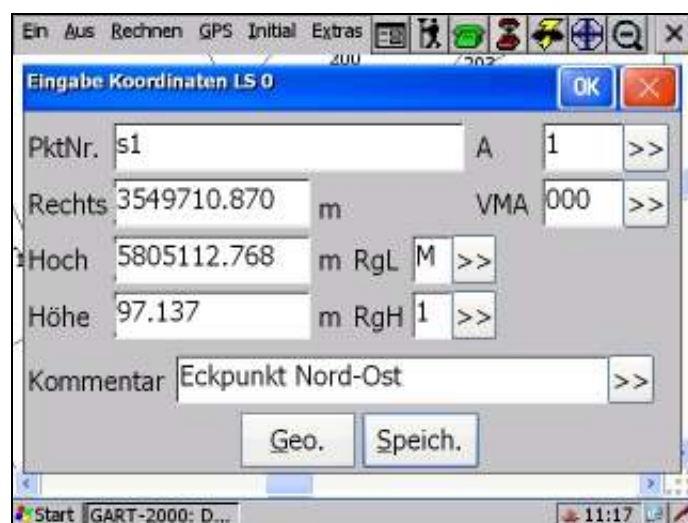 Ein Aus Rechnen GPS Initial Extras
200 203
Eingabe Koordinaten LS 0 OK
PktNr. s1 A 1 >>
Rechts 3549710.870 m VMA 000 >>
Hoch 5805112.768 m RgL M >>
Höhe 97.137 m RgH 1 >>
Kommentar Eckpunkt Nord-Ost >>
Geo. Speich.
Start GART-2000: D... 11:17